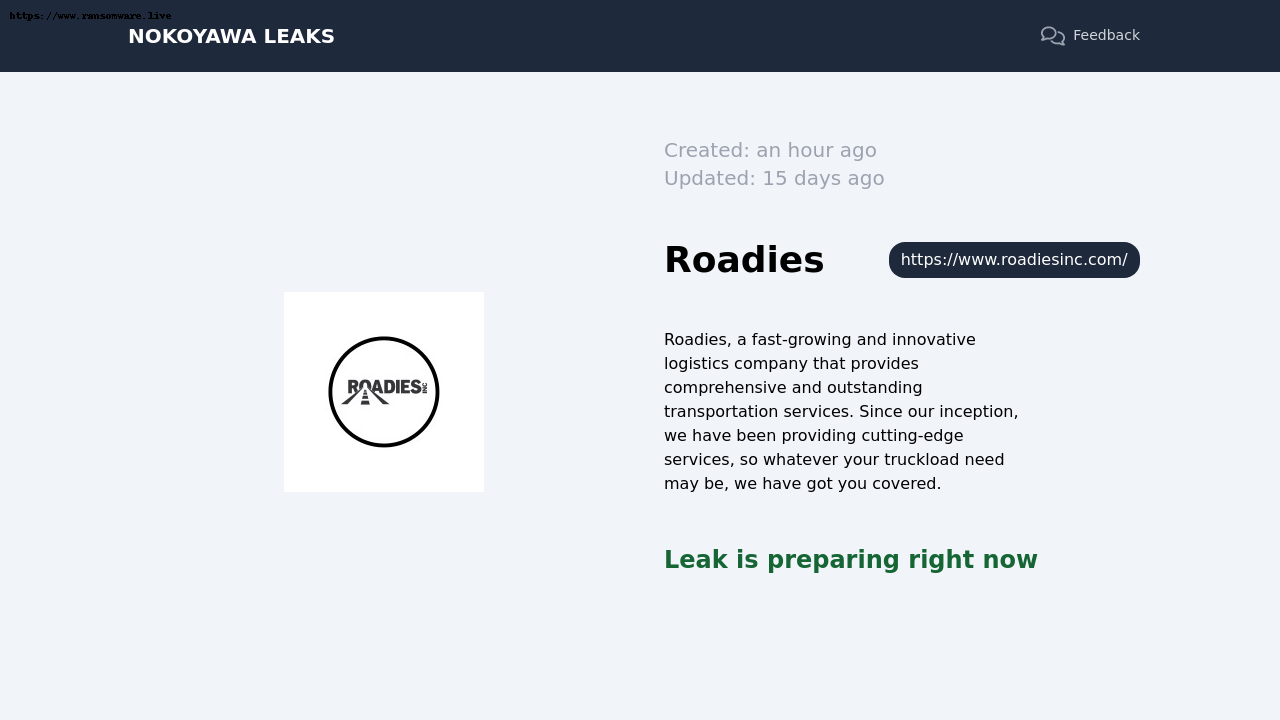 https://www.ransomware.live
NOKOYAWA LEAKS
Feedback
Created: an hour ago
Updated: 15 days ago
Roadies
https://www.roadiesinc.com/
ROADIES INC
Roadies, a fast-growing and innovative
logistics company that provides
comprehensive and outstanding
transportation services. Since our inception,
we have been providing cutting-edge
services, so whatever your truckload need
may be, we have got you covered.
Leak is preparing right now